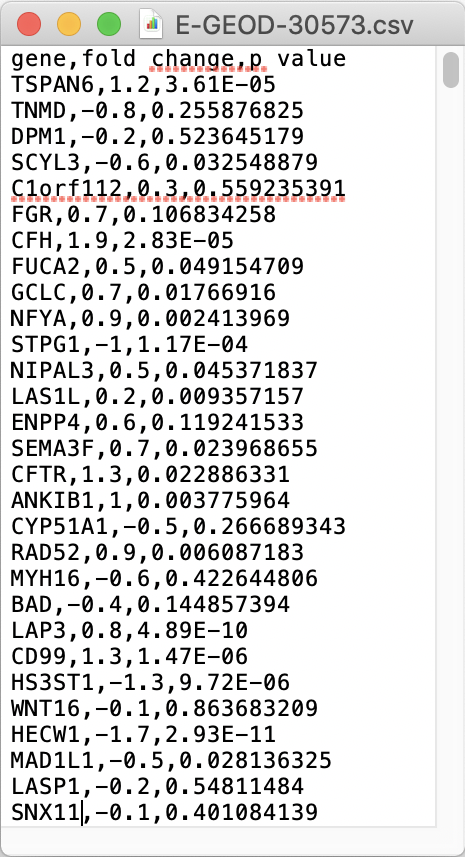 E-GEOD-30573.csv
gene,fold change,p value
TSPAN6,1.2,3.61E-05
TNMD,-0.8,0.255876825
DPM1,-0.2,0.523645179
SCYL3,-0.6,0.032548879
C1orf112,0.3,0.559235391
FGR,0.7,0.106834258
CFH,1.9,2.83E-05
FUCA2,0.5,0.049154709
GCLC,0.7,0.01766916
NFYA,0.9,0.002413969
STPG1,-1,1.17E-04
NIPAL3,0.5,0.045371837
LAS1L,0.2,0.009357157
ENPP4,0.6,0.119241533
SEMA3F,0.7,0.023968655
CFTR,1.3,0.022886331
ANKIB1,1,0.003775964
CYP51A1,-0.5,0.266689343
RAD52,0.9,0.006087183
MYH16,-0.6,0.422644806
BAD,-0.4,0.144857394
LAP3,0.8,4.89E-10
CD99,1.3,1.47E-06
HS3ST1,-1.3,9.72E-06
WNT16,-0.1,0.863683209
HECW1,-1.7,2.93E-11
MAD1L1,-0.5,0.028136325
LASP1,-0.2,0.54811484
SNX11,-0.1,0.401084139